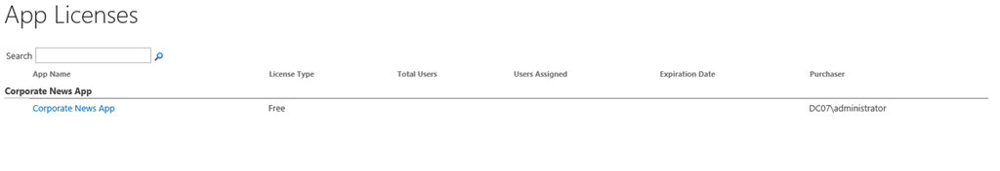 App Licenses
Search
App Name License Type Total Users Users Assigned Expiration Date Purchaser
Corporate News App
Corporate News App Free DC07\administrator